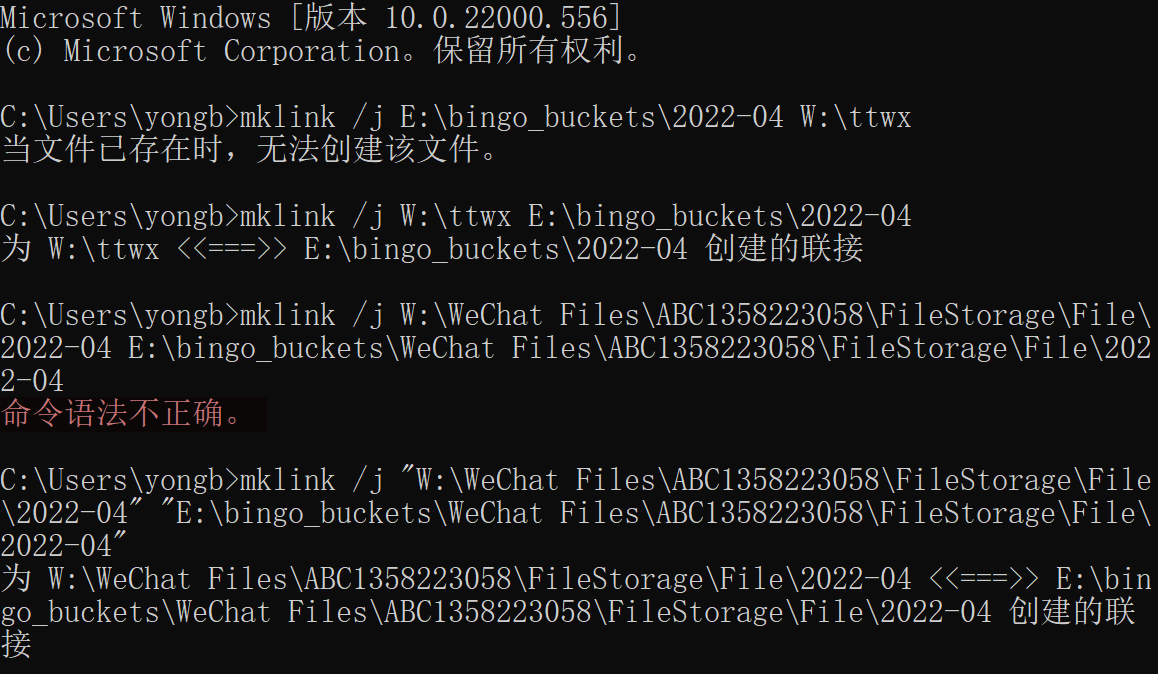 Microsoft Windows [版本 10.0.22000.556]
(c) Microsoft Corporation。保留所有权利。
C:\Users\yongb>mklink /j E:\bingo_buckets\2022-04 W:\ttwx
当文件已存在时，无法创建该文件。
C:\Users\yongb>mklink /j W:\ttwx E:\bingo_buckets\2022-04
为 W:\ttwx <<===>> E:\bingo_buckets\2022-04 创建的联接
C:\Users\yongb>mklink /j W:\WeChat Files\ABC1358223058\FileStorage\File\
2022-04 E:\bingo_buckets\WeChat Files\ABC1358223058\FileStorage\File\202
2-04
命令语法不正确。
C:\Users\yongb>mklink /j "W:\WeChat Files\ABC1358223058\FileStorage\File
\2022-04" "E:\bingo_buckets\WeChat Files\ABC1358223058\FileStorage\File\
2022-04"
为 W:\WeChat Files\ABC1358223058\FileStorage\File\2022-04 <<===>> E:\bin
go_buckets\WeChat Files\ABC1358223058\FileStorage\File\2022-04 创建的联
接